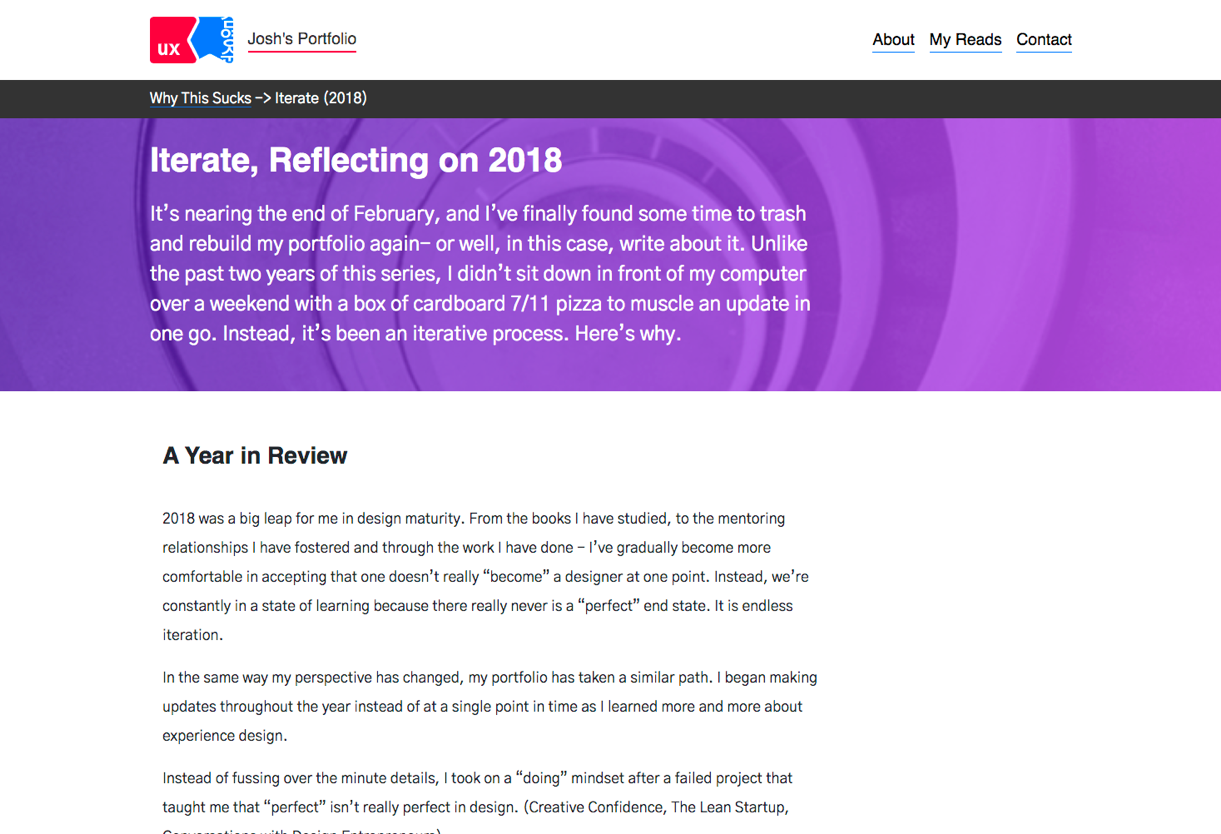 ux
Josh's Portfolio
About
My Reads
Contact
Why This Sucks -> Iterate (2018)
Iterate, Reflecting on 2018
It’s nearing the end of February, and I’ve finally found some time to trash
and rebuild my portfolio again– or well, in this case, write about it. Unlike
the past two years of this series, I didn’t sit down in front of my computer
over a weekend with a box of cardboard 7/11 pizza to muscle an update in
one go. Instead, it’s been an iterative process. Here’s why.
A Year in Review
2018 was a big leap for me in design maturity. From the books I have studied, to the mentoring
relationships I have fostered and through the work I have done – I’ve gradually become more
comfortable in accepting that one doesn’t really “become” a designer at one point. Instead, we’re
constantly in a state of learning because there really never is a “perfect” end state. It is endless
iteration.
In the same way my perspective has changed, my portfolio has taken a similar path. I began making
updates throughout the year instead of at a single point in time as I learned more and more about
experience design.
Instead of fussing over the minute details, I took on a “doing” mindset after a failed project that
taught me that “perfect” isn’t really perfect in design. (Creative Confidence, The Lean Startup,
Conversations with Design Entrepreneurs)